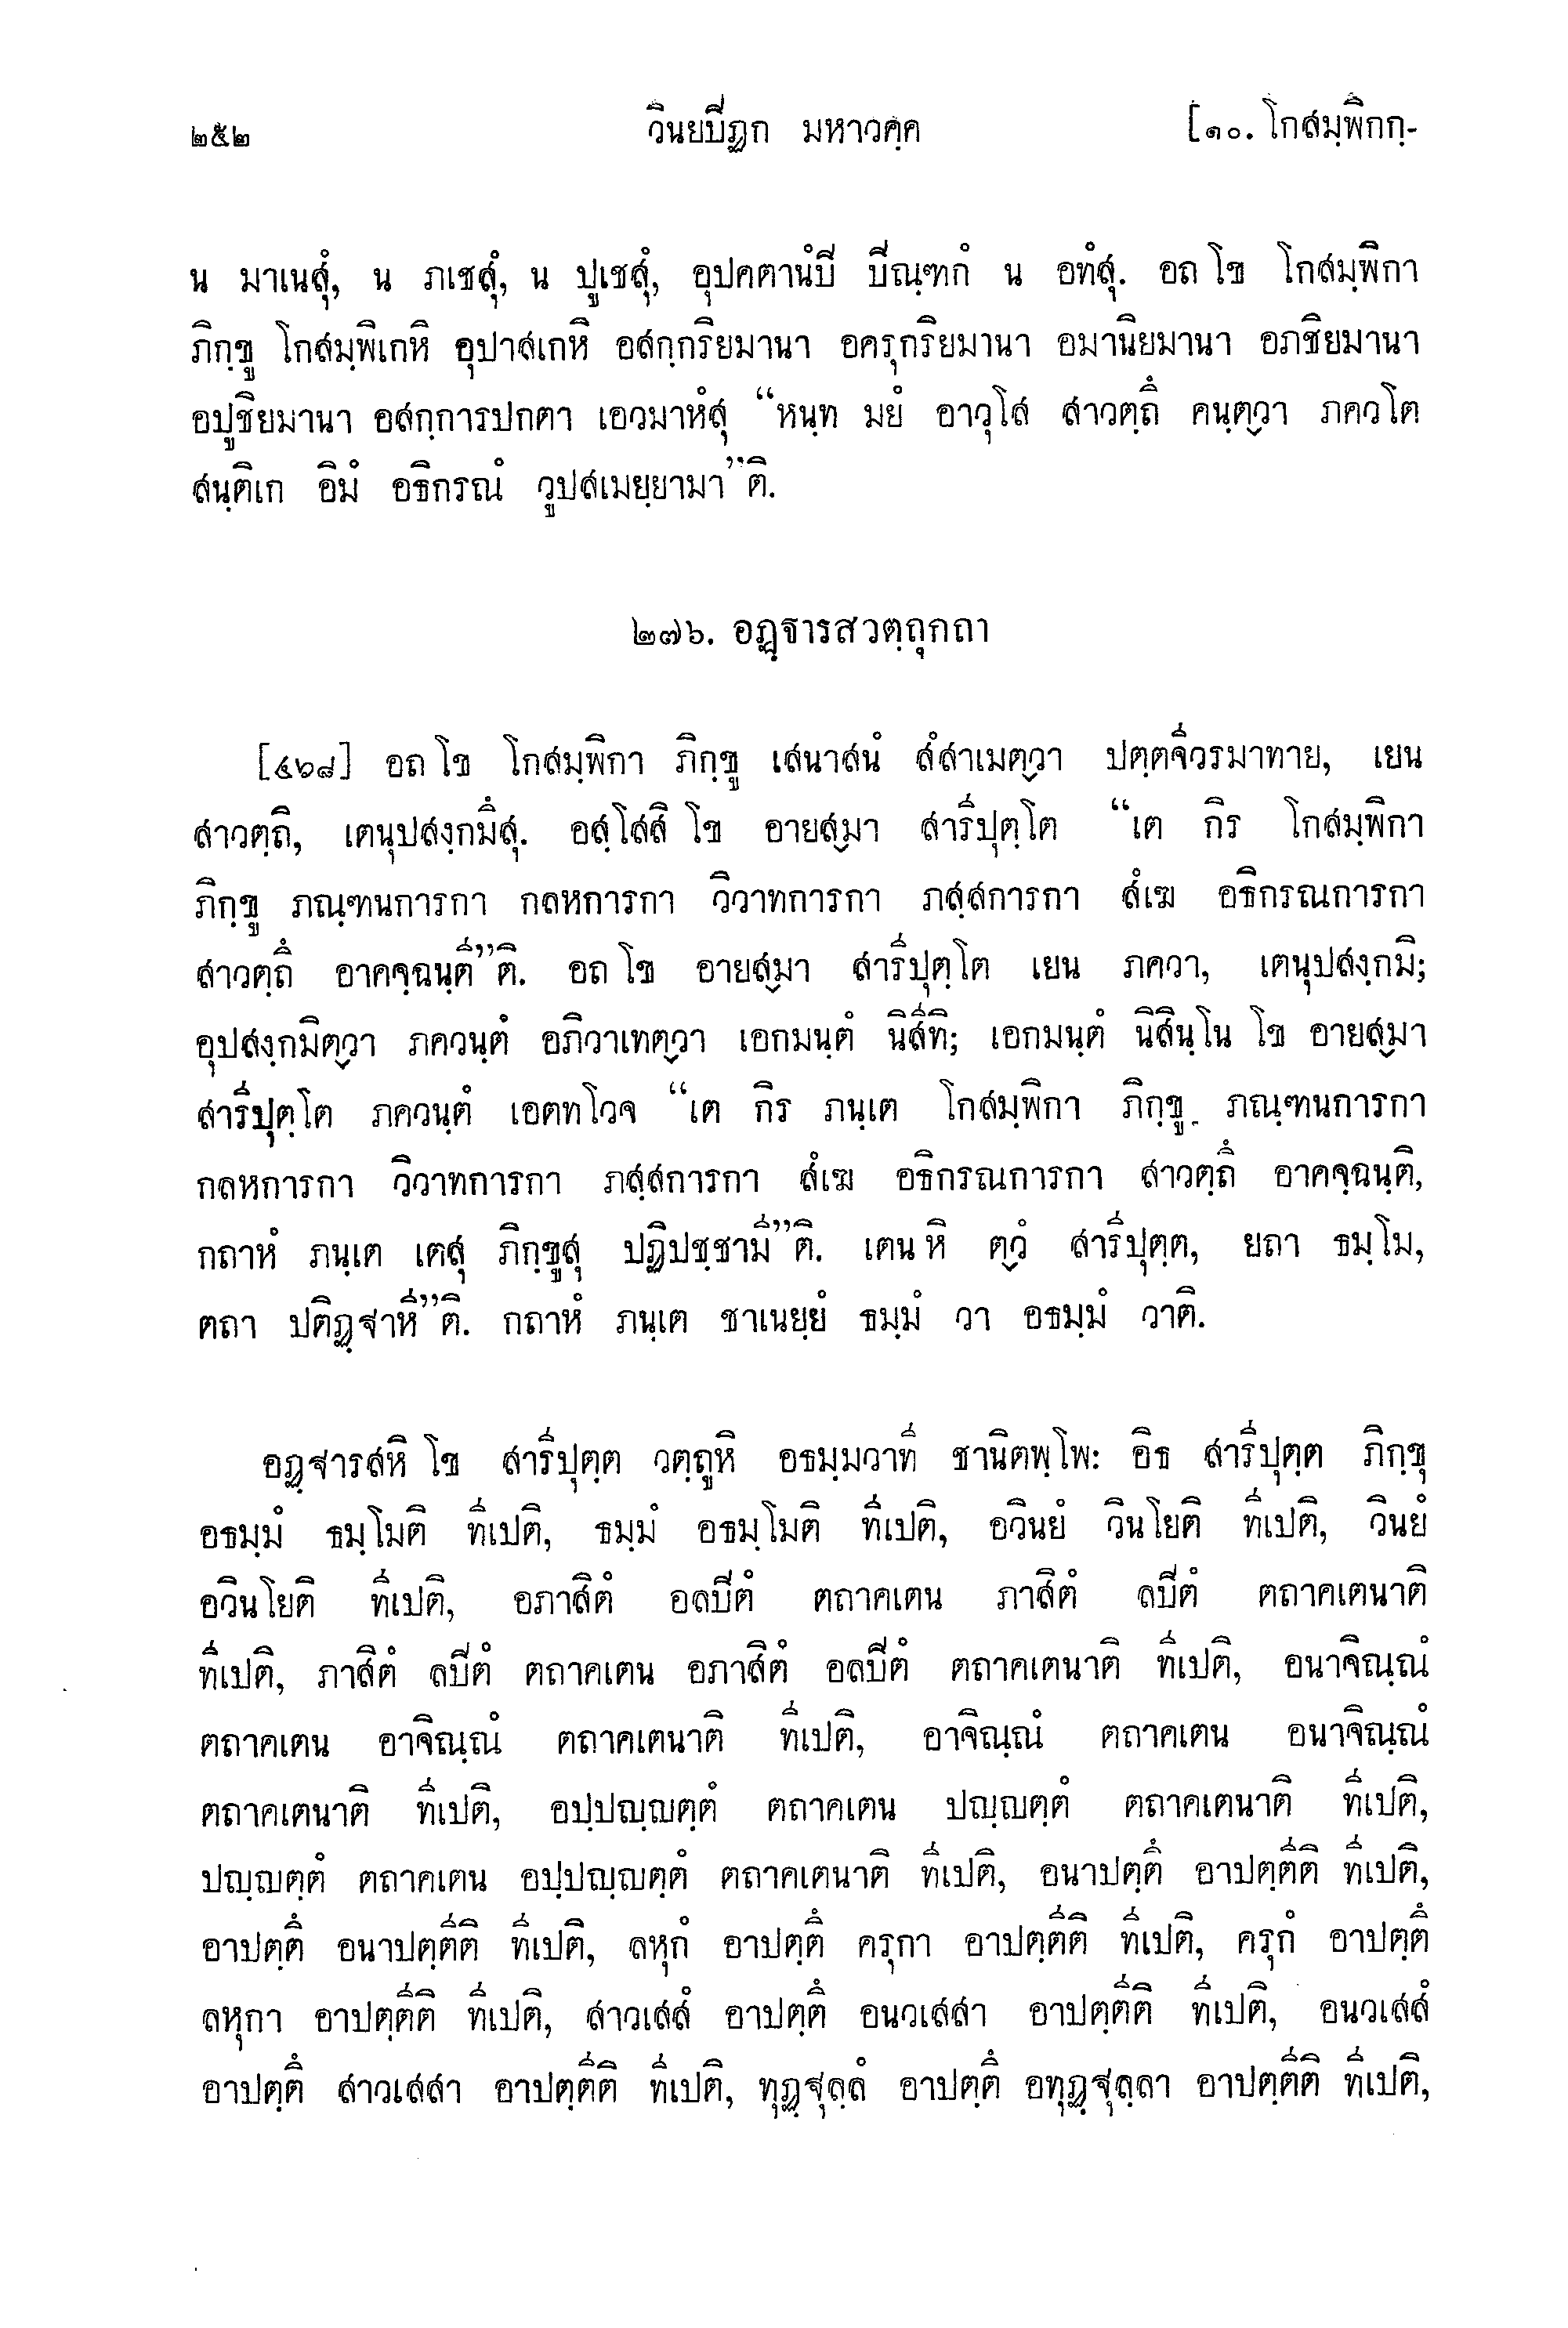 ๒๕๒ วินยปิฏก มหาวคฺค [๑๐. โกสมฺพิกกฺ-
น มาเนสุํ, น ภเชสุํ, น ปูเชสุํ, อุปคตานํปิ ปิณฺฑกํ น อทํสุ. อถ โข โกสมฺพิกา
ภิกฺขู โกสมฺพิเกหิ อุปาสเกหิ อสกฺกริยมานา อครุกริยมานา อมานิยมานา อภชิยมานา
อปูชิยมานา อสกฺการปกตา เอวมาหํสุ “หนฺท มยํ อาวุโส สาวตฺถึ คนฺตฺวา ภควโต
สนฺติเก อิมํ อธิกรณํ วูปสเมยฺยามา”ติ.
๒๗๖. อฏฺฐารสวตฺถุกถา
[๔๖๘] อถ โข โกสมฺพิกา ภิกฺขู เสนาสนํ สํสาเมตฺวา ปตฺตจีวรมาทาย, เยน
สาวตฺถิ, เตนุปสงฺกมึสุ. อสฺโสสิ โข อายสฺมา สารีปุตฺโต “เต กิร โกสมฺพิกา
ภิกฺขู ภณฺฑนการกา กลหการกา วิวาทการกา ภสฺสการกา สํเฆ อธิกรณการกา
สาวตฺถึ อาคจฺฉนฺตี”ติ. อถ โข อายสฺมา สารีปุตฺโต เยน ภควา, เตนุปสงฺกมิ;
อุปสงฺกมิตฺวา ภควนฺตํ อภิวาเทตฺวา เอกมนฺตํ นิสีทิ; เอกมนฺตํ นิสินฺโน โข อายสฺมา
สารีปุตฺโต ภควนฺตํ เอตทโวจ “เต กิร ภนฺเต โกสมฺพิกา ภิกฺขู ภณฺฑนการกา
กลหการกา วิวาทการกา ภสฺสการกา สํเฆ อธิกรณการกา สาวตฺถึ อาคจฺฉนฺติ,
กถาหํ ภนฺเต เตสุ ภิกฺขูสุ ปฏิปชฺชามี”ติ. เตน หิ ตฺวํ สารีปุตฺต, ยถา ธมฺโม,
ตถา ปติฏฺฐาหี”ติ. กถาหํ ภนฺเต ชาเนยฺยํ ธมฺมํ วา อธมฺมํ วาติ.
อฏฺฐารสหิ โข สารีปุตฺต วตฺถูหิ อธมฺมวาที ชานิตพฺโพ: อิธ สารีปุตฺต ภิกฺขุ
อธมฺมํ ธมฺโมติ ทีเปติ, ธมฺมํ อธมฺโมติ ทีเปติ, อวินยํ วินโยติ ทีเปติ, วินยํ
อวินโยติ ทีเปติ, อภาสิตํ อลปิตํ ตถาคเตน ภาสิตํ ลปิตํ ตถาคเตนาติ
ทีเปติ, ภาสิตํ ลปิตํ ตถาคเตน อภาสิตํ อลปิตํ ตถาคเตนาติ ทีเปติ, อนาจิณฺณํ
ตถาคเตน อาจิณฺณํ ตถาคเตนาติ ทีเปติ, อาจิณฺณํ ตถาคเตน อนาจิณฺณํ
ตถาคเตนาติ ทีเปติ, อปฺปญฺญตฺตํ ตถาคเตน ปญฺญตฺตํ ตถาคเตนาติ ทีเปติ,
ปญฺญตฺตํ ตถาคเตน อปฺปญฺญตฺตํ ตถาคเตนาติ ทีเปติ, อนาปตฺตึ อาปตฺตีติ ทีเปติ,
อาปตฺตึ อนาปตฺตีติ ทีเปติ, ลหุกํ อาปตฺตึ ครุกา อาปตฺตีติ ทีเปติ, ครุกํ อาปตฺตึ
ลหุกา อาปตฺตีติ ทีเปติ, สาวเสสํ อาปตฺตึ อนวเสสา อาปตฺตีติ ทีเปติ, อนวเสสํ
อาปตฺตึ สาวเสสา อาปตฺตีติ ทีเปติ, ทุฏฺฐุลฺลํ อาปตฺตึ อทุฏฺฐุลฺลา อาปตฺตีติ ทีเปติ,